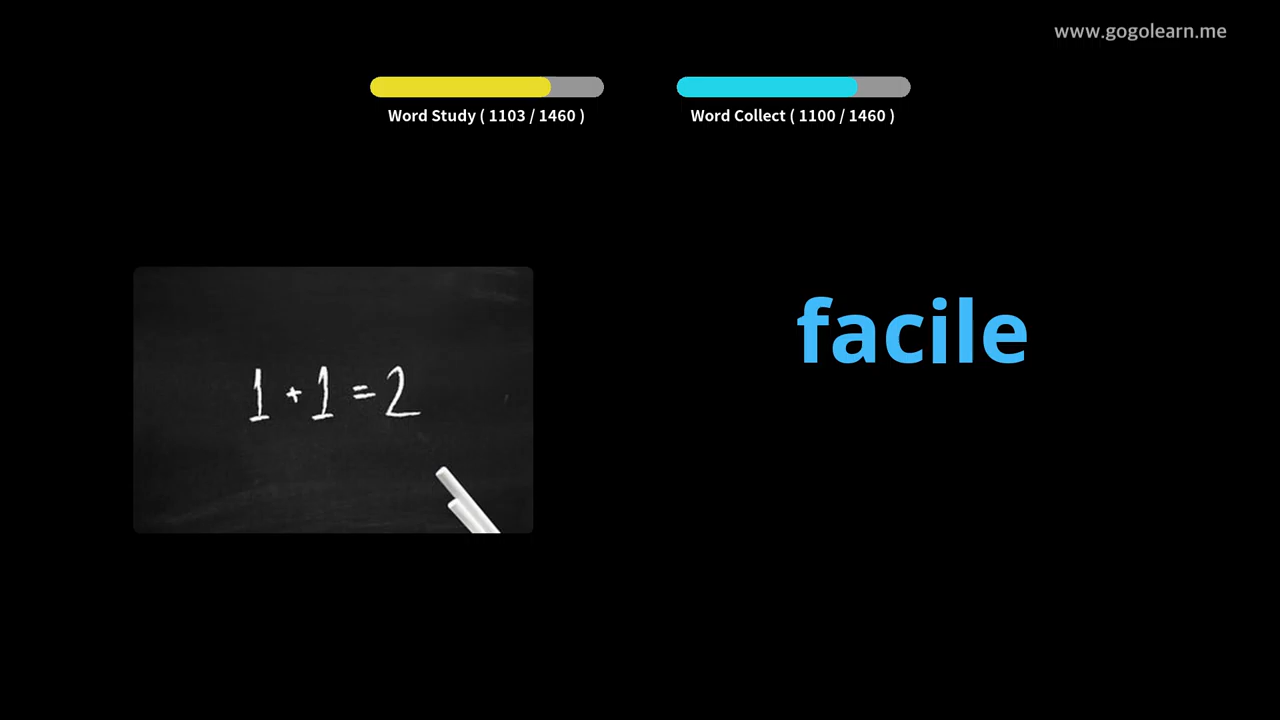 www.gogolearn.me
Word Study ( 1103 / 1460 )
Word Collect ( 1100 / 1460 )
facile
1 + 1 = 2